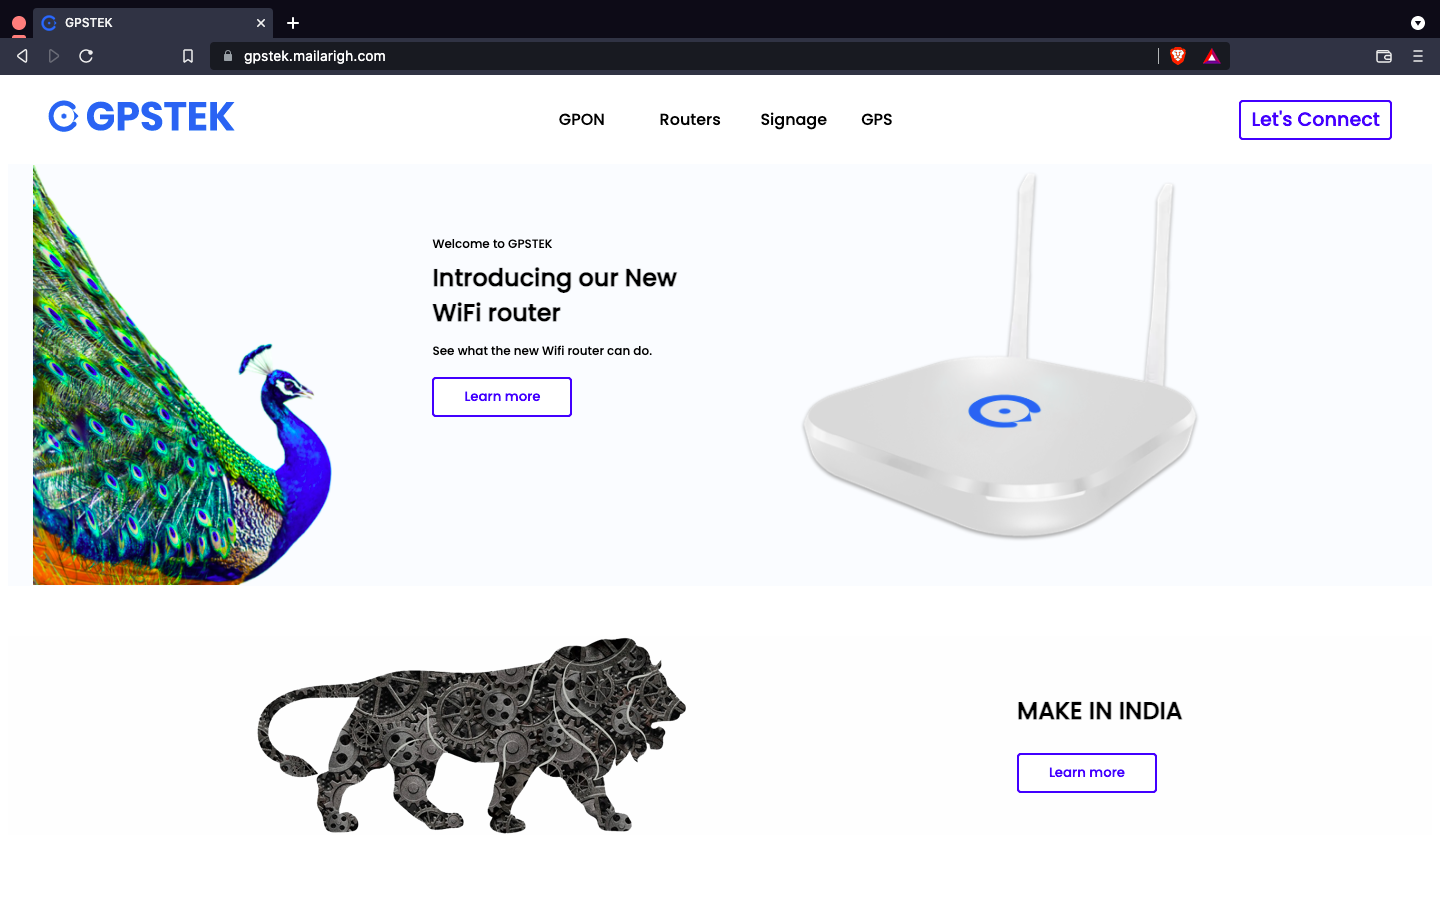 GPSTEK
gpstek.mailarigh.com
GPSTEK
GPON Routers Signage GPS
Let's Connect
Welcome to GPSTEK
Introducing our New
WiFi router
See what the new Wifi router can do.
Learn more
MAKE IN INDIA
Learn more